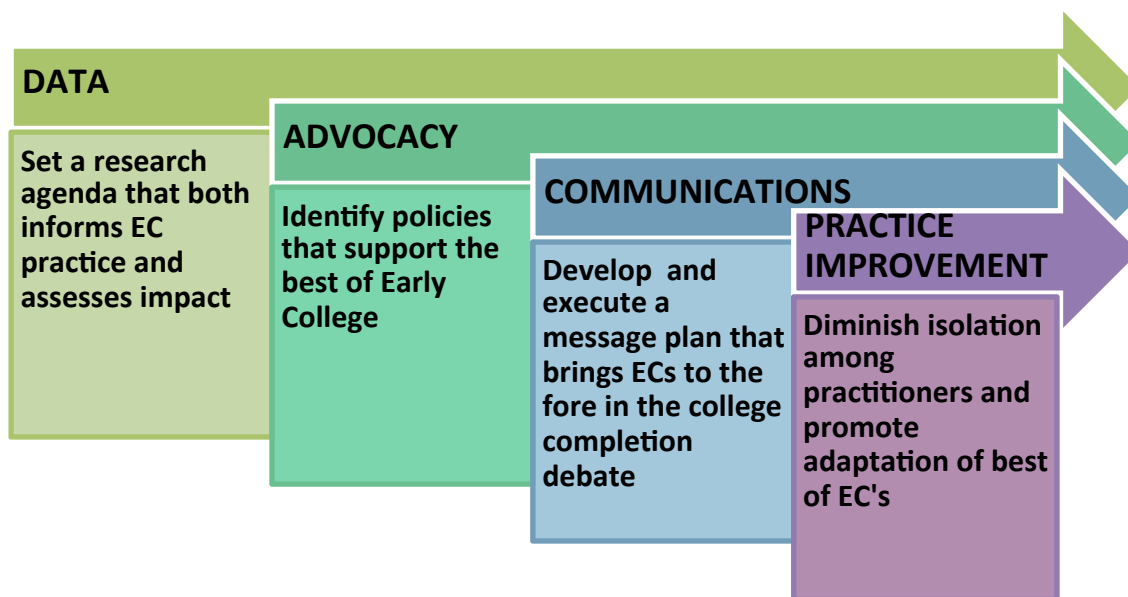 DATA
Set a research
agenda that both
informs EC
practice and
assesses impact
ADVOCACY
Identify policies
that support the
best of Early
College
COMMUNICATIONS
Develop  and
execute a
message plan that
brings ECs to the
fore in the college
completion
debate
PRACTICE
IMPROVEMENT
Diminish isolation
among
practitioners and
promote
adaptation of best
of EC's